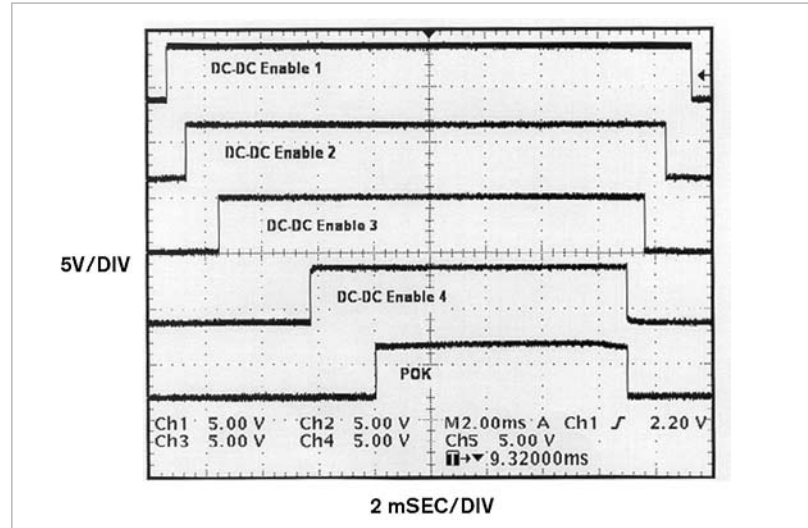 DC-DC Enable 1
DC-DC Enable 2
DC-DC Enable 3
5V/DIV
DC-DC Enable 4
POK
Ch1 5.00 V Ch2 5.00 V M2.00ms A Ch1 ƒ 2.20 V
Ch3 5.00 V Ch4 5.00 V Ch5 5.00 V
T→▼ 9.32000ms
2 mSEC/DIV